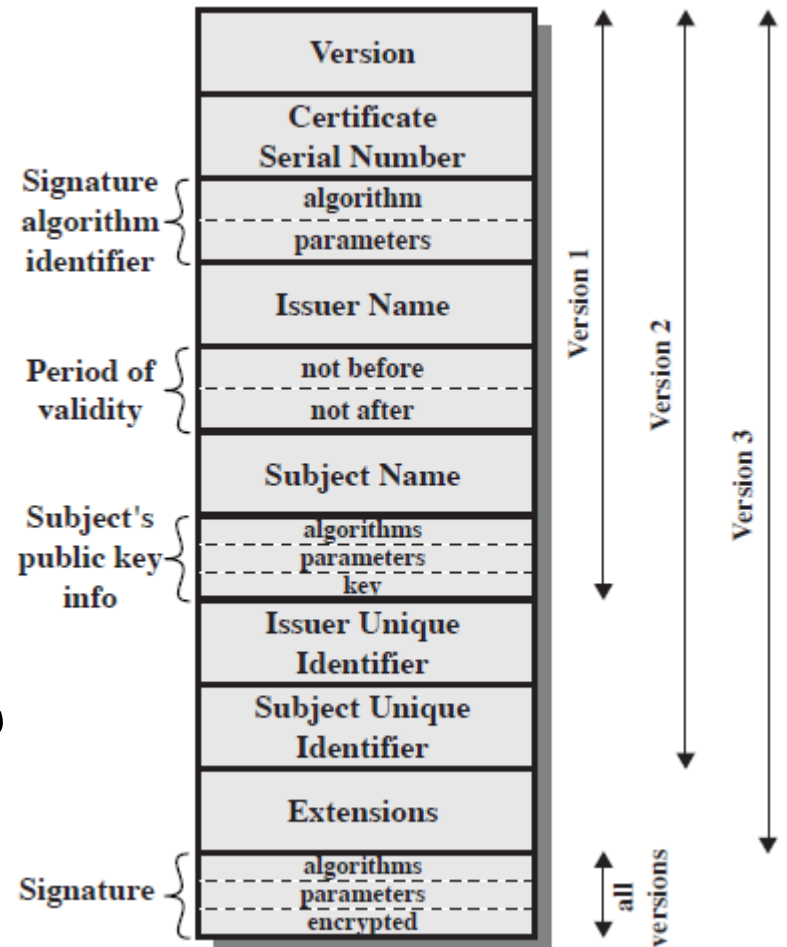 Version
Certificate
Serial Number
Signature
algorithm
identifier
algorithm
parameters
Issuer Name
Period of
validity
not before
not after
Subject Name
Subject's
public key
info
algorithms
parameters
key
Issuer Unique
Identifier
Subject Unique
Identifier
Extensions
Signature
algorithms
parameters
encrypted
Version 1
Version 2
Version 3
all
versions